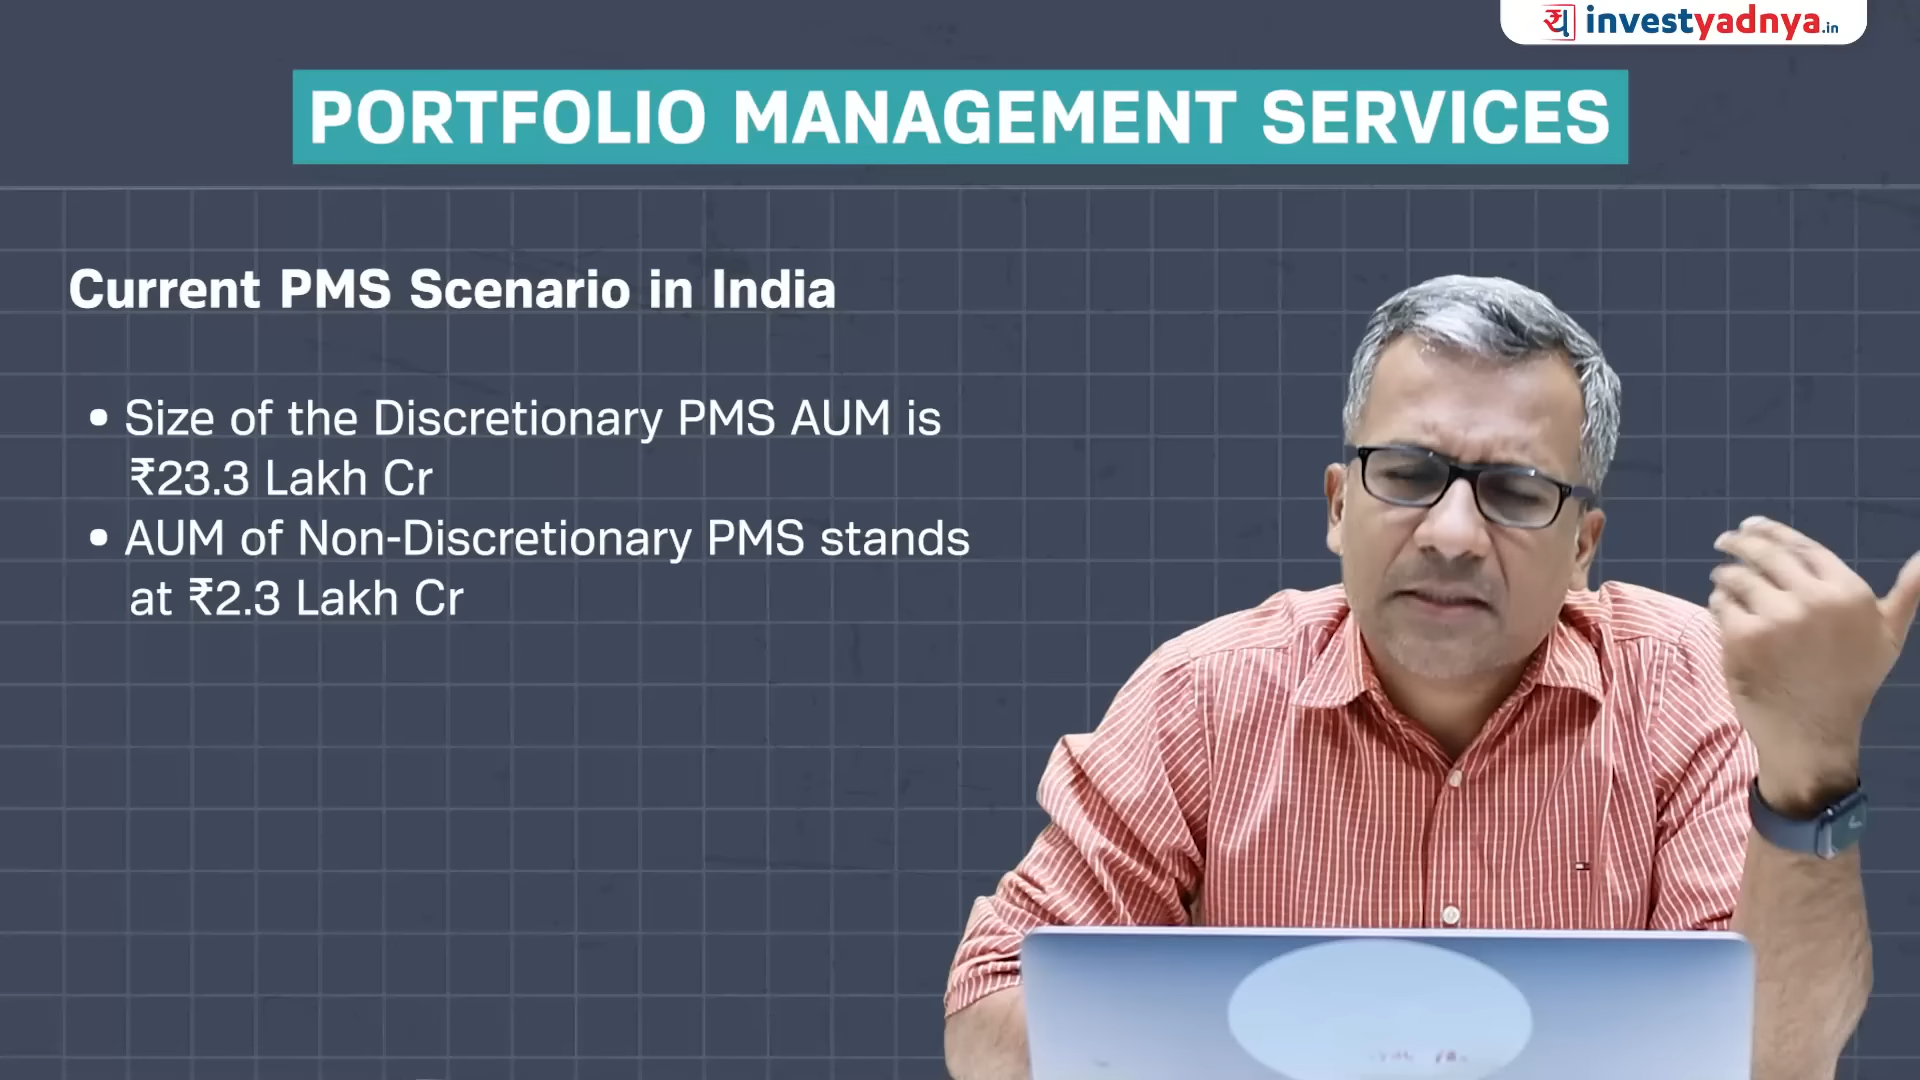 investyadnya.in
PORTFOLIO MANAGEMENT SERVICES
Current PMS Scenario in India
• Size of the Discretionary PMS AUM is
₹23.3 Lakh Cr
• AUM of Non-Discretionary PMS stands
at ₹2.3 Lakh Cr